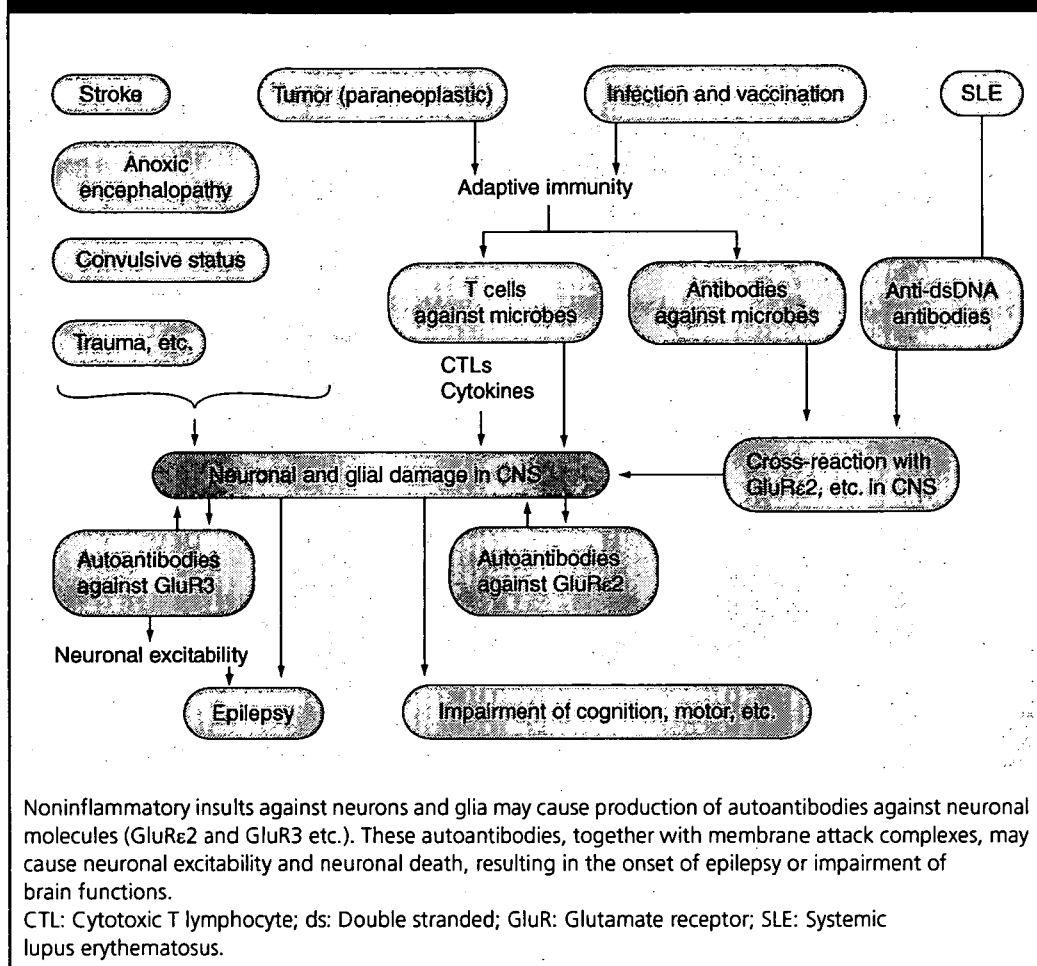 Stroke
Tumor (paraneoplastic)
Infection and vaccination
SLE
Anoxic
encephalopathy
Adaptive immunity
Convulsive status
T cells
against microbes
Antibodies
against microbes
Anti-dsDNA
antibodies
Trauma, etc.
CTLs
Cytokines
Neuronal and glial damage in CNS
Cross-reaction with
GluRε2, etc. in CNS
Autoantibodies
against GluR3
Autoantibodies
against GluRε2
Neuronal excitability
Epilepsy
Impairment of cognition, motor, etc.
Noninflammatory insults against neurons and glia may cause production of autoantibodies against neuronal
molecules (GluRε2 and GluR3 etc.). These autoantibodies, together with membrane attack complexes, may
cause neuronal excitability and neuronal death, resulting in the onset of epilepsy or impairment of
brain functions.
CTL: Cytotoxic T lymphocyte; ds: Double stranded; GluR: Glutamate receptor; SLE: Systemic
lupus erythematosus.